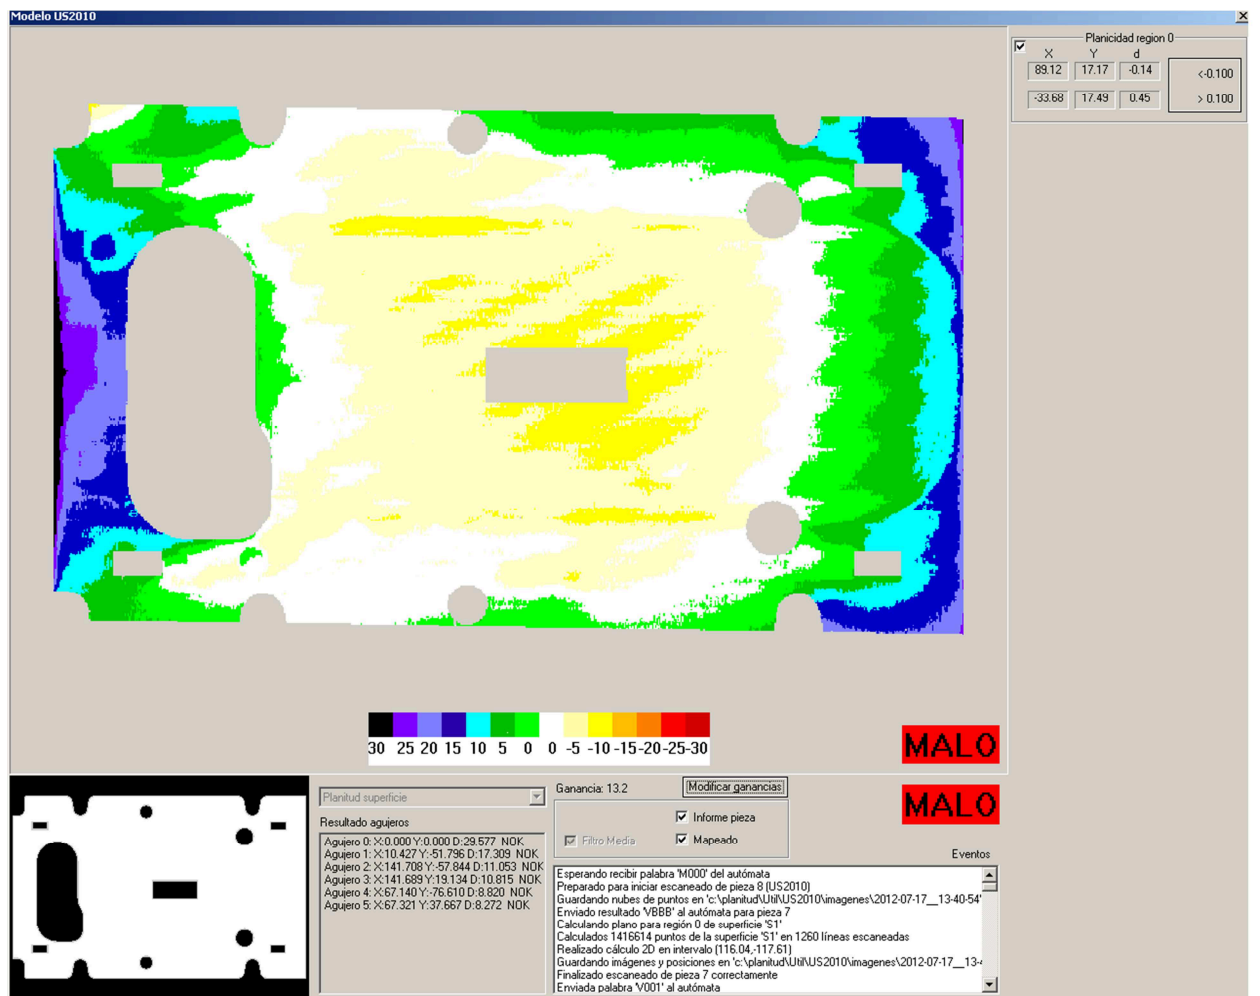 Modelo US2010
Planicidad region 0
X Y d
89.12 17.17 -0.14 <-0.100
-33.68 17.49 0.45 > 0.100
30 25 20 15 10 5 0 0 -5 -10 -15 -20 -25 -30
MALO
Planitud superficie
Ganancia: 13.2
Modificar ganancias
MALO
Resultado agujeros
Informe pieza
Filtro Media
Mapeado
Agujero 0: X:0.000 Y:0.000 D:29.577 NOK
Agujero 1: X:10.427 Y:-51.796 D:17.309 NOK
Agujero 2: X:141.708 Y:-57.844 D:11.053 NOK
Agujero 3: X:141.689 Y:19.134 D:10.815 NOK
Agujero 4: X:67.140 Y:-76.610 D:8.820 NOK
Agujero 5: X:67.321 Y:37.667 D:8.272 NOK
Eventos
Esperando recibir palabra 'M000' del autómata
Preparado para iniciar escaneado de pieza 8 (US2010)
Guardando nubes de puntos en 'c:\planitud\Util\US2010\imagenes\2012-07-17__13-40-54'
Enviado resultado 'VBBB' al autómata para pieza 7
Calculando plano para región 0 de superficie 'S1'
Calculados 1416614 puntos de la superficie 'S1' en 1260 líneas escaneadas
Realizado cálculo 2D en intervalo (116.04,-117.61)
Guardando imágenes y posiciones en 'c:\planitud\Util\US2010\imagenes\2012-07-17__13-4
Finalizado escaneado de pieza 7 correctamente
Enviada palabra 'V001' al autómata